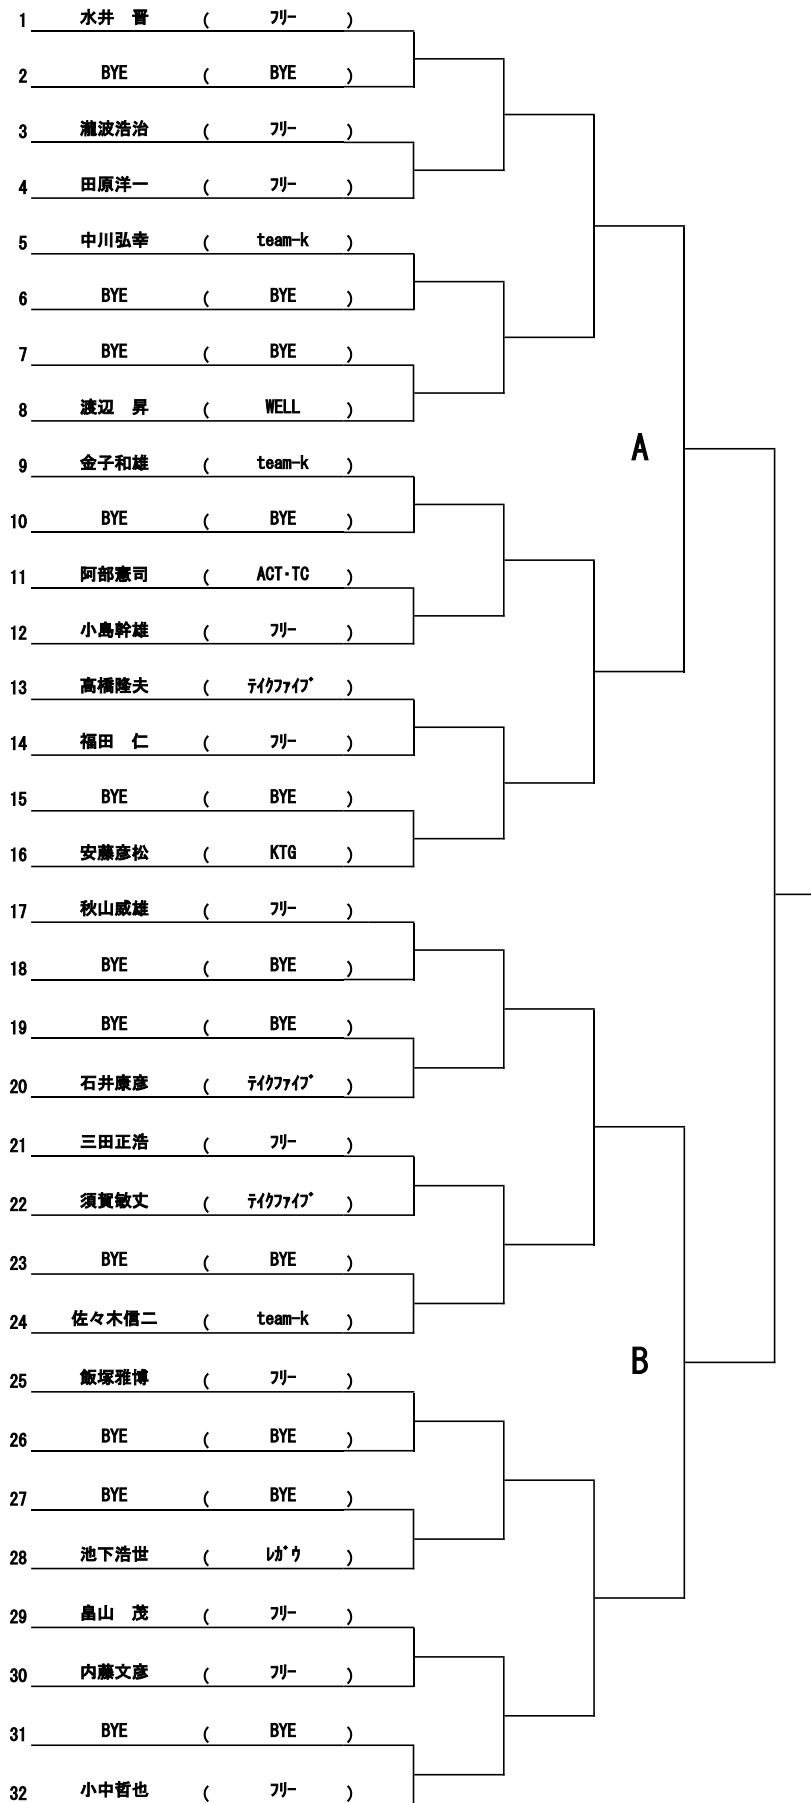 1 水井　晋 ( ﾌﾘｰ )
2 BYE ( BYE )
3 瀧波浩治 ( ﾌﾘｰ )
4 田原洋一 ( ﾌﾘｰ )
5 中川弘幸 ( team-k )
6 BYE ( BYE )
7 BYE ( BYE )
8 渡辺　昇 ( WELL )
A
9 金子和雄 ( team-k )
10 BYE ( BYE )
11 阿部憲司 ( ACT･TC )
12 小島幹雄 ( ﾌﾘｰ )
13 高橋隆夫 ( ﾃｲｸﾌｧｲﾌﾞ )
14 福田　仁 ( ﾌﾘｰ )
15 BYE ( BYE )
16 安藤彦松 ( KTG )
17 秋山威雄 ( ﾌﾘｰ )
18 BYE ( BYE )
19 BYE ( BYE )
20 石井康彦 ( ﾃｲｸﾌｧｲﾌﾞ )
21 三田正浩 ( ﾌﾘｰ )
22 須賀敏丈 ( ﾃｲｸﾌｧｲﾌﾞ )
23 BYE ( BYE )
24 佐々木信二 ( team-k )
B
25 飯塚雅博 ( ﾌﾘｰ )
26 BYE ( BYE )
27 BYE ( BYE )
28 池下浩世 ( ﾚｶﾞｳ )
29 畠山　茂 ( ﾌﾘｰ )
30 内藤文彦 ( ﾌﾘｰ )
31 BYE ( BYE )
32 小中哲也 ( ﾌﾘｰ )